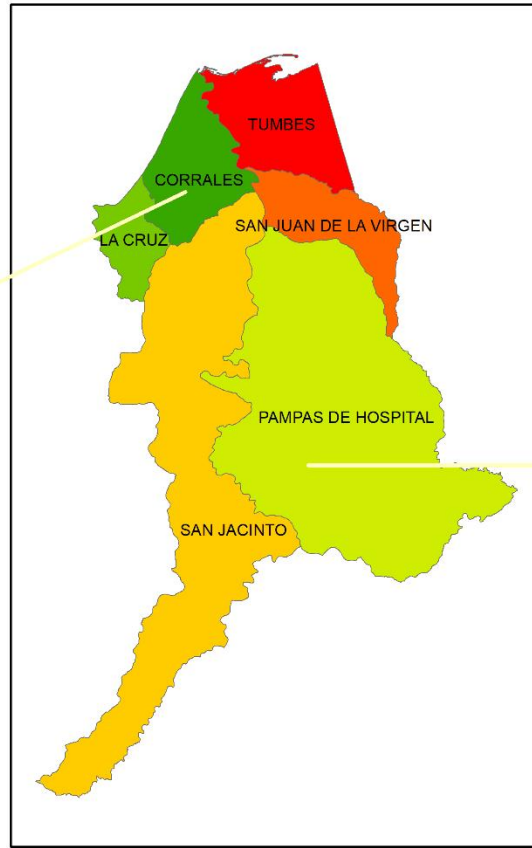 TUMBES
CORRALES
SAN JUAN DE LA VIRGEN
LA CRUZ
PAMPAS DE HOSPITAL
SAN JACINTO